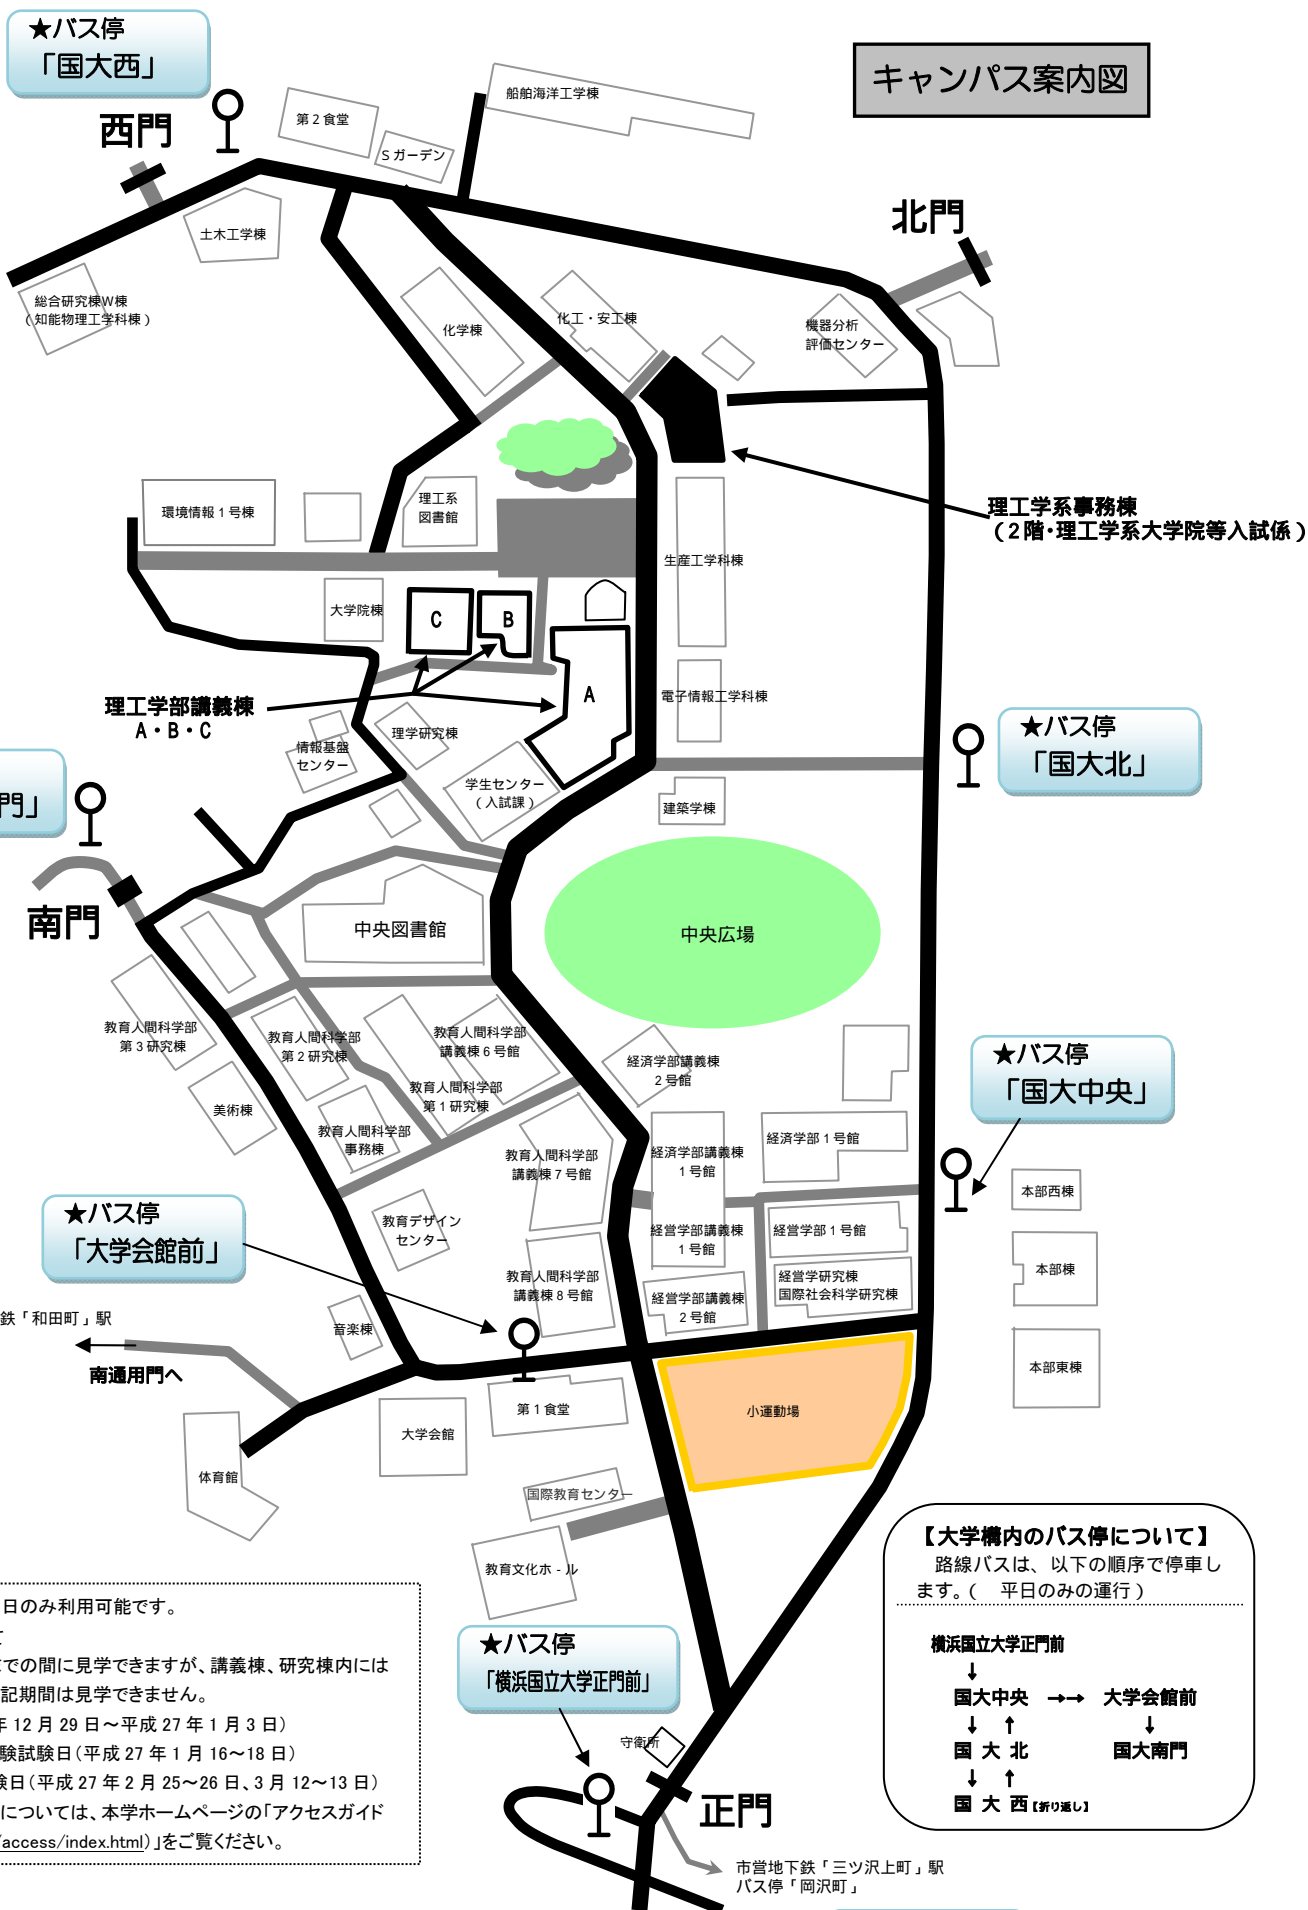 ★バス停
「国大西」
キャンパス案内図
西門
第2食堂
Sガーデン
船舶海洋工学棟
土木工学棟
北門
総合研究棟W棟
(知能物理工学科棟)
化学棟
化工・安工棟
機器分析
評価センター
環境情報1号棟
理工系
図書館
理工学系事務棟
(2階・理工学系大学院等入試係)
生産工学科棟
大学院棟
C
B
A
理工学部講義棟
A・B・C
電子情報工学科棟
理学研究棟
情報基盤
センター
学生センター
(入試課)
★バス停
「国大北」
門」
建築学棟
南門
中央図書館
中央広場
教育人間科学部
第3研究棟
教育人間科学部
第2研究棟
教育人間科学部
講義棟6号館
教育人間科学部
第1研究棟
美術棟
教育人間科学部
事務棟
経済学部講義棟
2号館
★バス停
「国大中央」
教育人間科学部
講義棟7号館
経済学部講義棟
1号館
経済学部1号館
本部西棟
★バス停
「大学会館前」
教育デザイン
センター
経営学部講義棟
1号館
経営学部1号館
本部棟
教育人間科学部
講義棟8号館
経営学部講義棟
2号館
経営学研究棟
国際社会科学研究棟
鉄「和田町」駅
南通用門へ
音楽棟
本部東棟
第1食堂
小運動場
大学会館
体育館
国際教育センター
教育文化ホ-ル
【大学構内のバス停について】
路線バスは、以下の順序で停車し
ます。( 平日のみの運行)
横浜国立大学正門前
↓
国大中央 →→ 大学会館前
↓ ↑ ↓
国大北 国大南門
↓ ↑
国大西【折り返し】
日のみ利用可能です。
での間に見学できますが、講義棟、研究棟内には
記期間は見学できません。
年12月29日～平成27年1月3日)
験試験日(平成27年1月16～18日)
験日(平成27年2月25～26日、3月12～13日)
については、本学ホームページの「アクセスガイド
/access/index.html)」をご覧ください。
★バス停
「横浜国立大学正門前」
守衛所
正門
市営地下鉄「三ツ沢上町」駅
バス停「岡沢町」